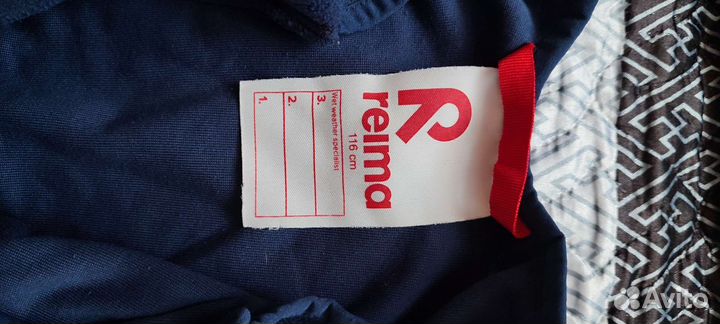 R
reima
116 cm
Wet weather specialist
3.
2.
1.
Avito